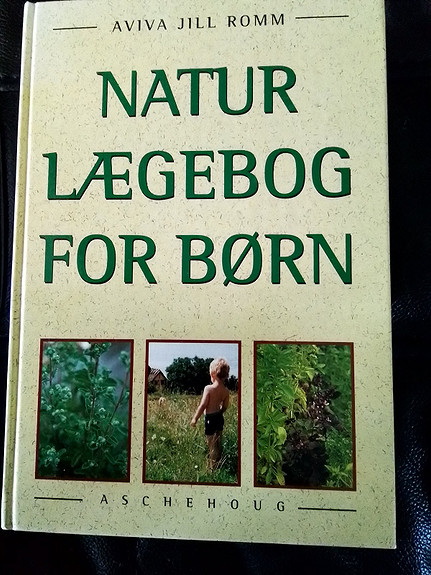 AVIVA JILL ROMM
NATUR
LÆGEBOG
FOR BØRN
ASCHEHOUG